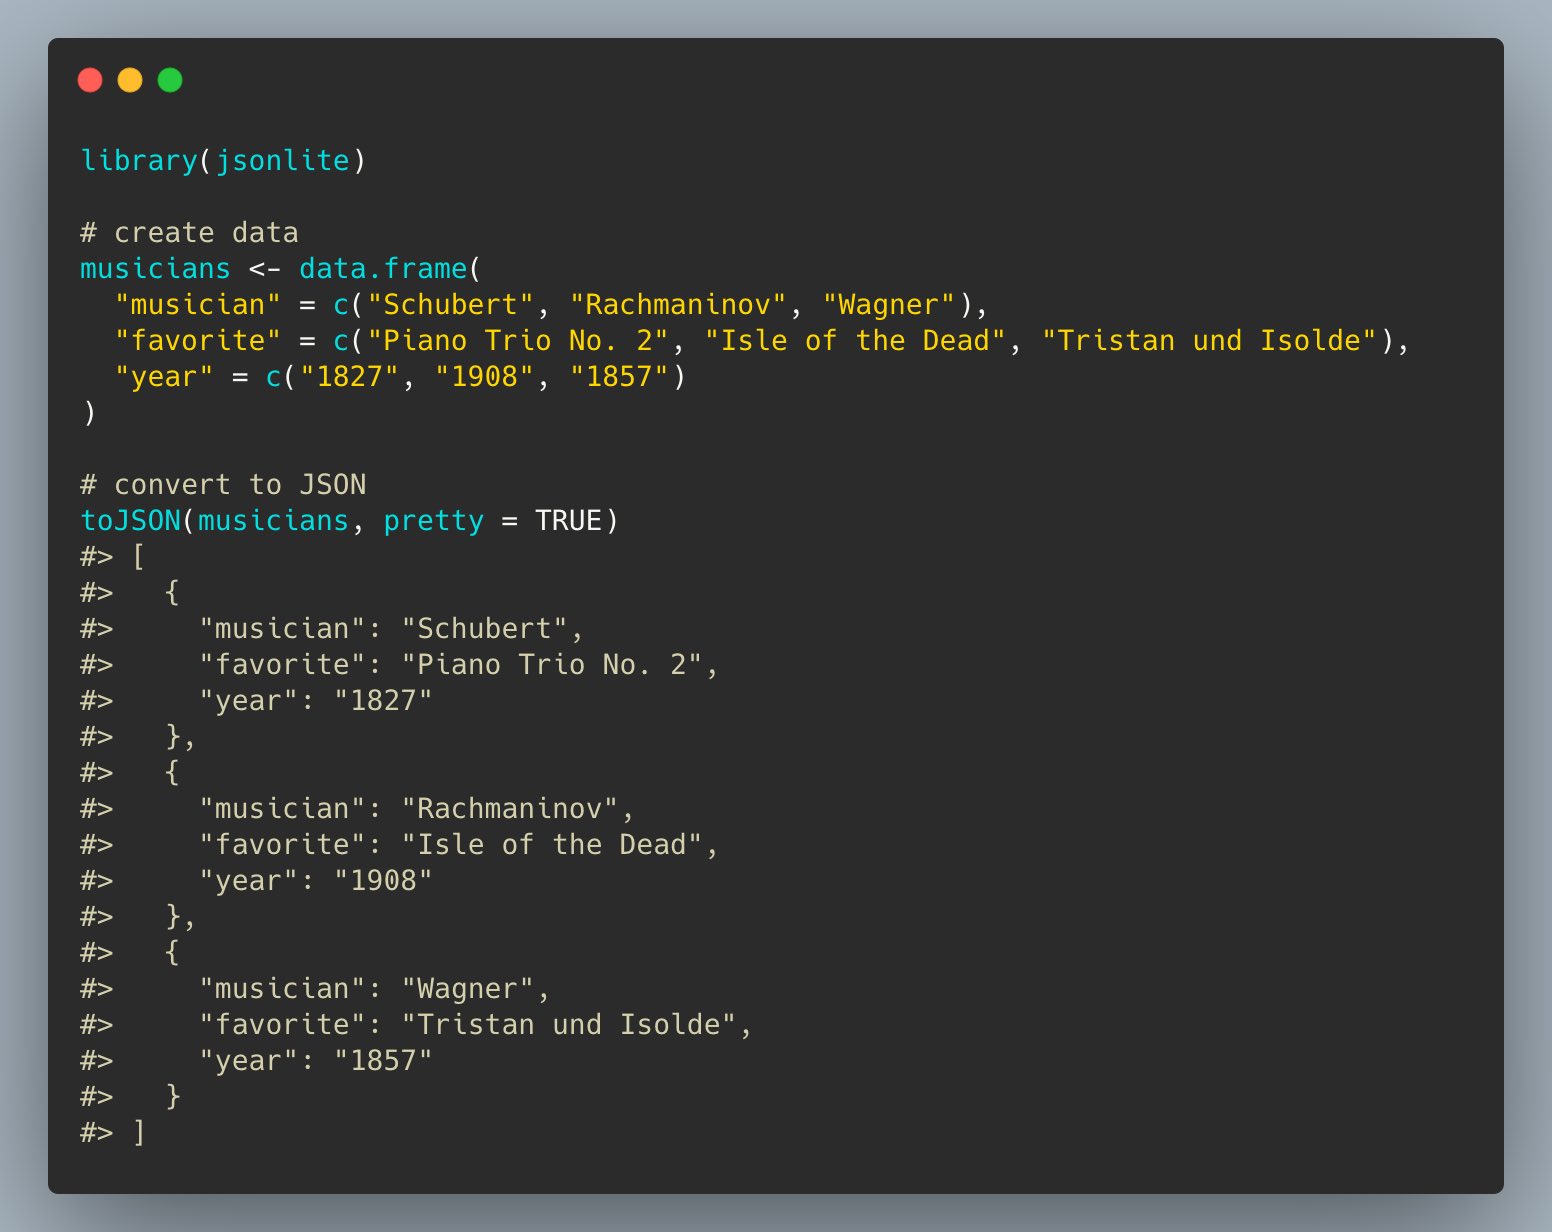 library(jsonlite)

# create data
musicians <- data.frame(
  "musician" = c("Schubert", "Rachmaninov", "Wagner"),
  "favorite" = c("Piano Trio No. 2", "Isle of the Dead", "Tristan und Isolde"),
  "year" = c("1827", "1908", "1857")
)

# convert to JSON
toJSON(musicians, pretty = TRUE)
#> [
#>   {
#>     "musician": "Schubert",
#>     "favorite": "Piano Trio No. 2",
#>     "year": "1827"
#>   },
#>   {
#>     "musician": "Rachmaninov",
#>     "favorite": "Isle of the Dead",
#>     "year": "1908"
#>   },
#>   {
#>     "musician": "Wagner",
#>     "favorite": "Tristan und Isolde",
#>     "year": "1857"
#>   }
#> ]